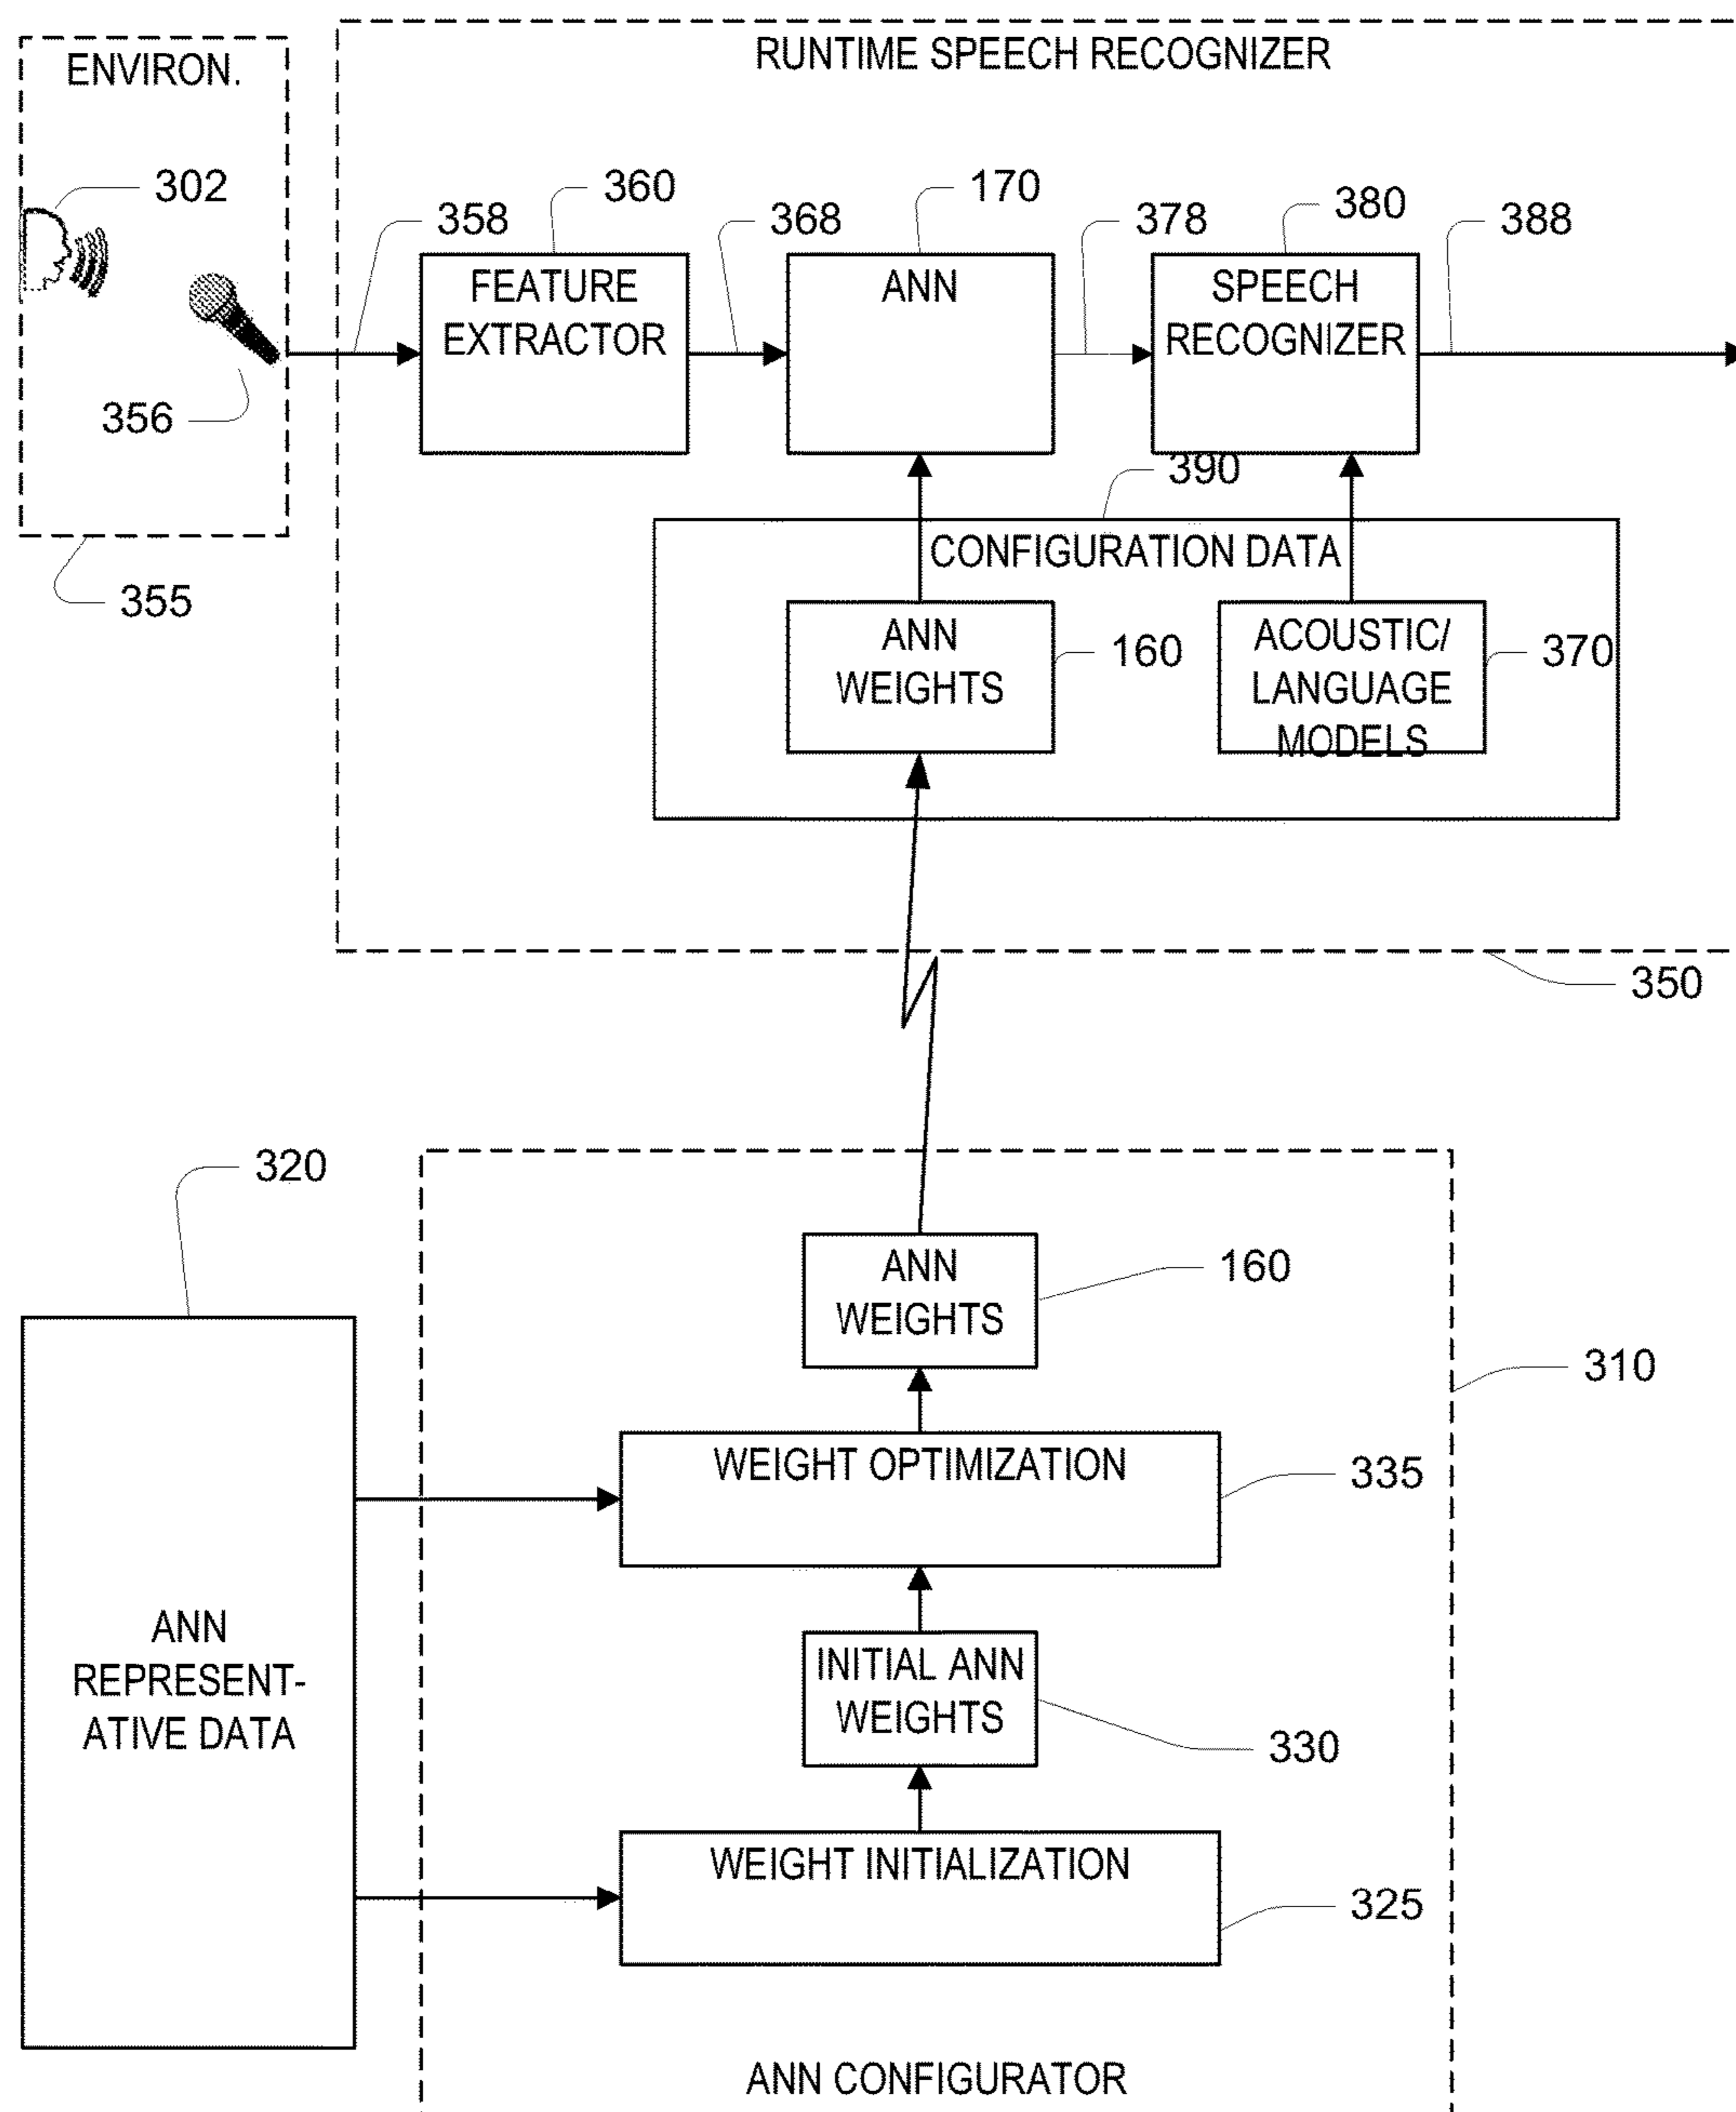 RUNTIME SPEECH RECOGNIZER
ENVIRON.
302
358
360
368
170
378
380
388
FEATURE
EXTRACTOR
ANN
SPEECH
RECOGNIZER
356
390
CONFIGURATION DATA
355
ANN
WEIGHTS
160
ACOUSTIC/
LANGUAGE
MODELS
370
350
320
ANN
WEIGHTS
160
310
WEIGHT OPTIMIZATION
335
ANN
REPRESENT-
ATIVE DATA
INITIAL ANN
WEIGHTS
330
WEIGHT INITIALIZATION
325
ANN CONFIGURATOR